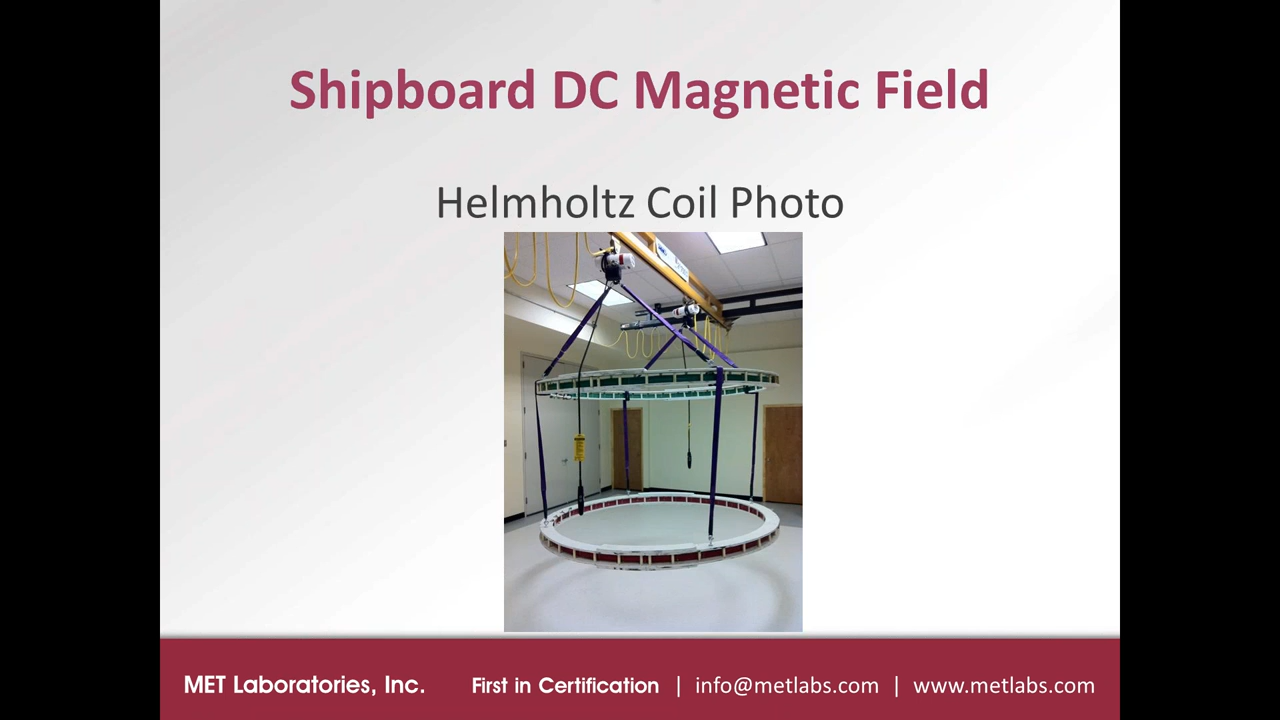 Shipboard DC Magnetic Field
Helmholtz Coil Photo
MET Laboratories, Inc. First in Certification | info@metlabs.com | www.metlabs.com